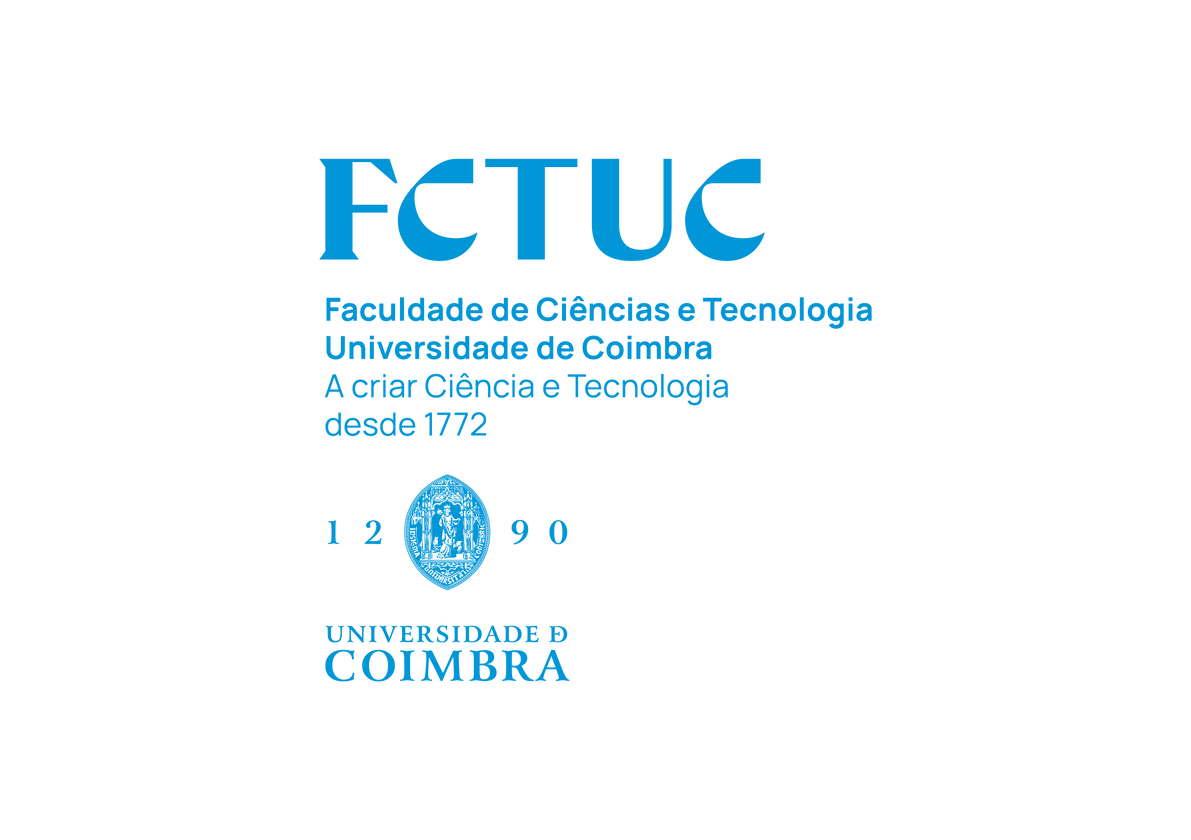 FCTUC
Faculdade de Ciências e Tecnologia
Universidade de Coimbra
A criar Ciência e Tecnologia
desde 1772
1 2 9 0
UNIVERSIDADE Ð
COIMBRA